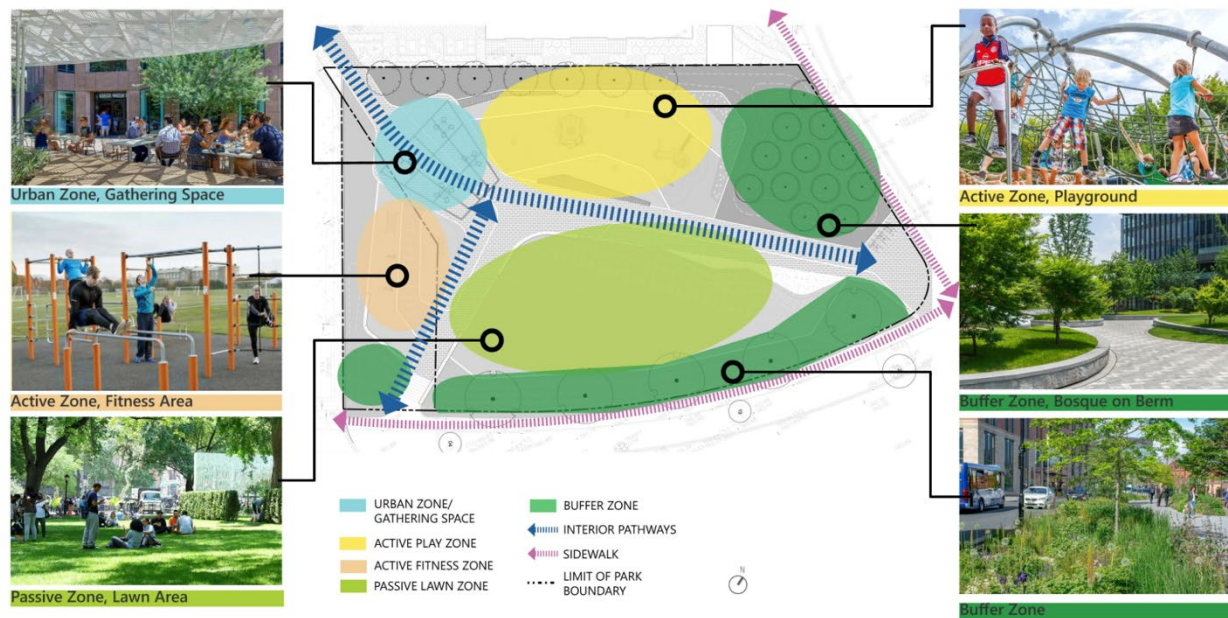 Urban Zone, Gathering Space
Active Zone, Fitness Area
Passive Zone, Lawn Area
Active Zone, Playground
Buffer Zone, Bosque on Berm
Buffer Zone
URBAN ZONE/
GATHERING SPACE
ACTIVE PLAY ZONE
ACTIVE FITNESS ZONE
PASSIVE LAWN ZONE
BUFFER ZONE
INTERIOR PATHWAYS
SIDEWALK
LIMIT OF PARK
BOUNDARY
N